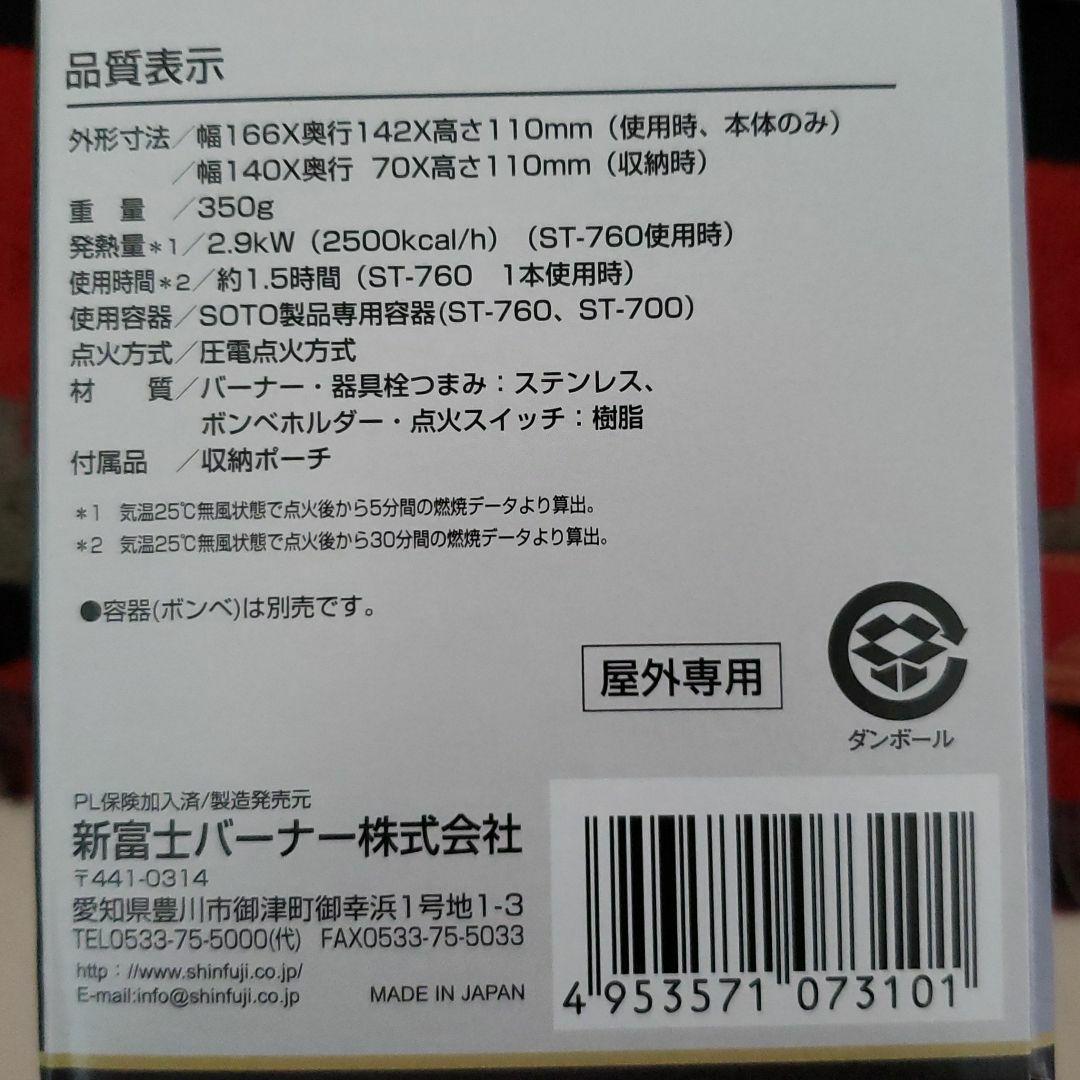 品質表示
外形寸法／幅166X奥行142X高さ110mm（使用時、本体のみ）
／幅140X奥行 70X高さ110mm（収納時）
重 量 ／350g
発熱量＊1／2.9kW（2500kcal/h）（ST-760使用時）
使用時間＊2／約1.5時間（ST-760 1本使用時）
使用容器／SOTO製品専用容器(ST-760、ST-700）
点火方式／圧電点火方式
材 質／バーナー・器具栓つまみ：ステンレス、
ボンベホルダー・点火スイッチ：樹脂
付属品 ／収納ポーチ
＊1 気温25℃無風状態で点火後から5分間の燃焼データより算出。
＊2 気温25℃無風状態で点火後から30分間の燃焼データより算出。
●容器(ボンベ)は別売です。
屋外専用
ダンボール
PL保険加入済/製造発売元
新富士バーナー株式会社
〒441-0314
愛知県豊川市御津町御幸浜1号地1-3
TEL0533-75-5000(代) FAX0533-75-5033
http：//www.shinfuji.co.jp/
E-mail:info@shinfuji.co.jp MADE IN JAPAN
4 953571 073101